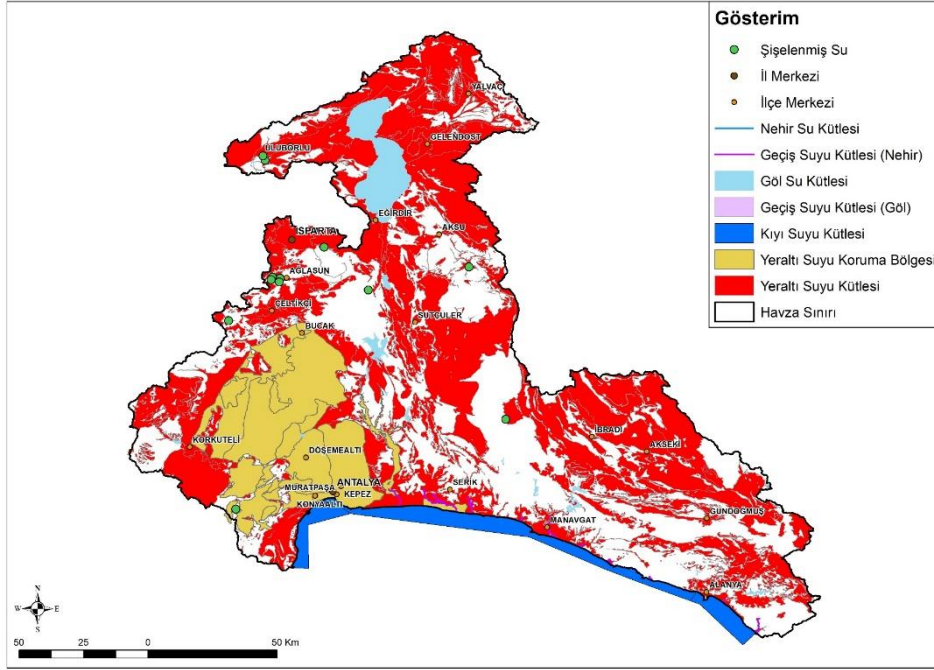 Gösterim
Şişelenmiş Su
İl Merkezi
İlçe Merkezi
Nehir Su Kütlesi
Geçiş Suyu Kütlesi (Nehir)
Göl Su Kütlesi
Geçiş Suyu Kütlesi (Göl)
Kıyı Suyu Kütlesi
Yeraltı Suyu Koruma Bölgesi
Yeraltı Suyu Kütlesi
Havza Sınırı
YALVAÇ
GELENDOST
ULUBORLU
EĞİRDİR
ISPARTA
AKSU
AĞLASUN
ÇELTİKÇİ
SÜTÇÜLER
BUCAK
İBRADI
KORKUTELİ
AKSEKİ
DÖŞEMEALTI
ANTALYA
SERİK
MURATPAŞA
KEPEZ
KONYAALTI
GÜNDOĞMUŞ
MANAVGAT
ALANYA
N
W E
S
50 25 0 50 Km